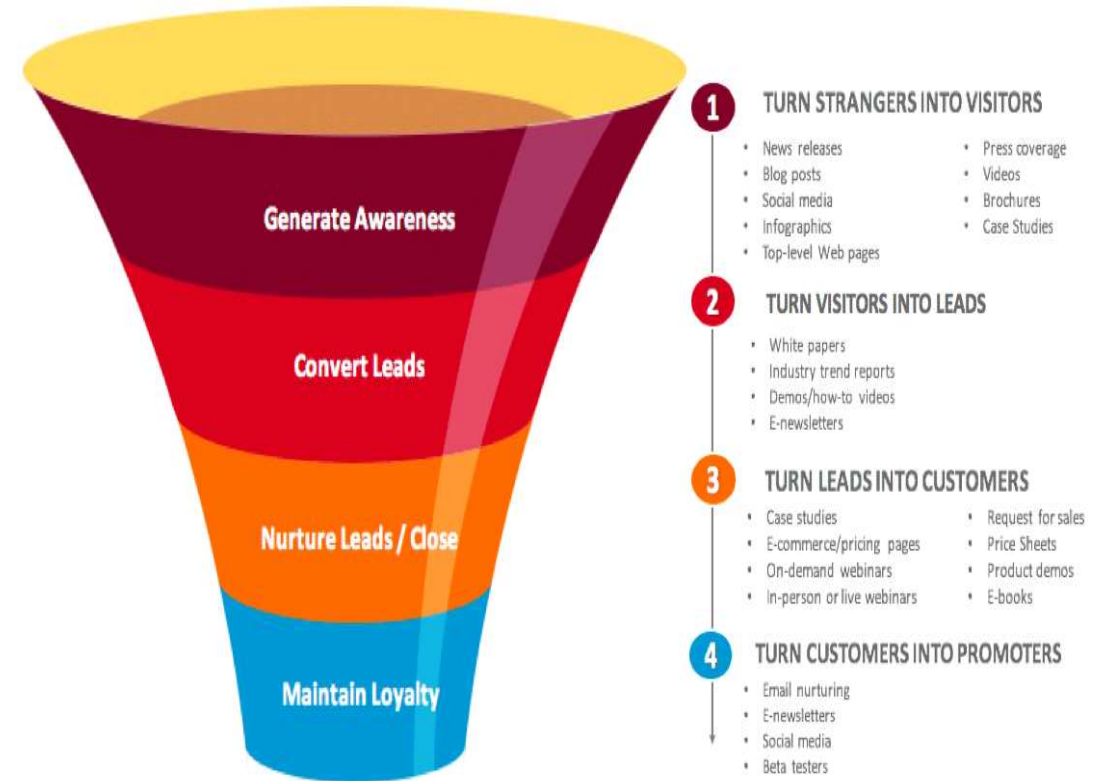 Generate Awareness
Convert Leads
Nurture Leads / Close
Maintain Loyalty
1
TURN STRANGERS INTO VISITORS
• News releases
• Blog posts
• Social media
• Infographics
• Top-level Web pages
• Press coverage
• Videos
• Brochures
• Case Studies
2
TURN VISITORS INTO LEADS
• White papers
• Industry trend reports
• Demos/how-to videos
• E-newsletters
3
TURN LEADS INTO CUSTOMERS
• Case studies
• E-commerce/pricing pages
• On-demand webinars
• In-person or live webinars
• Request for sales
• Price Sheets
• Product demos
• E-books
4
TURN CUSTOMERS INTO PROMOTERS
• Email nurturing
• E-newsletters
• Social media
• Beta testers